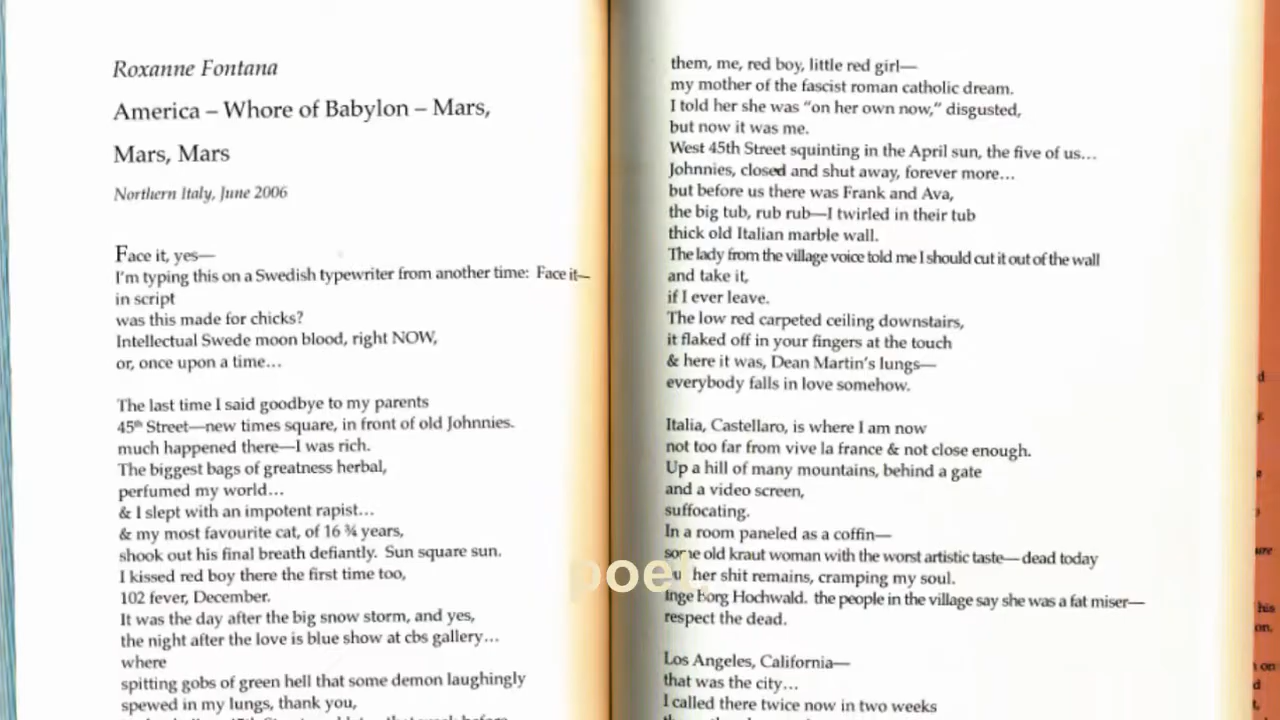 Roxanne Fontana
America – Whore of Babylon – Mars,
Mars, Mars
Northern Italy, June 2006
Face it, yes—
I'm typing this on a Swedish typewriter from another time: Face it—
in script
was this made for chicks?
Intellectual Swede moon blood, right NOW,
or, once upon a time…
The last time I said goodbye to my parents
45th Street—new times square, in front of old Johnnies.
much happened there—I was rich.
The biggest bags of greatness herbal,
perfumed my world…
& I slept with an impotent rapist…
& my most favourite cat, of 16 ¾ years,
shook out his final breath defiantly. Sun square sun.
I kissed red boy there the first time too,
102 fever, December.
It was the day after the big snow storm, and yes,
the night after the love is blue show at cbs gallery…
where
spitting gobs of green hell that some demon laughingly
spewed in my lungs, thank you,
them, me, red boy, little red girl—
my mother of the fascist roman catholic dream.
I told her she was “on her own now,” disgusted,
but now it was me.
West 45th Street squinting in the April sun, the five of us…
Johnnies, closed and shut away, forever more…
but before us there was Frank and Ava,
the big tub, rub rub—I twirled in their tub
thick old Italian marble wall.
The lady from the village voice told me I should cut it out of the wall
and take it,
if I ever leave.
The low red carpeted ceiling downstairs,
it flaked off in your fingers at the touch
& here it was, Dean Martin's lungs—
everybody falls in love somehow.
Italia, Castellaro, is where I am now
not too far from vive la france & not close enough.
Up a hill of many mountains, behind a gate
and a video screen,
suffocating.
In a room paneled as a coffin—
some old kraut woman with the worst artistic taste—dead today
her shit remains, cramping my soul.
Inge Borg Hochwald. the people in the village say she was a fat miser—
respect the dead.
Los Angeles, California—
that was the city…
I called there twice now in two weeks
poet.